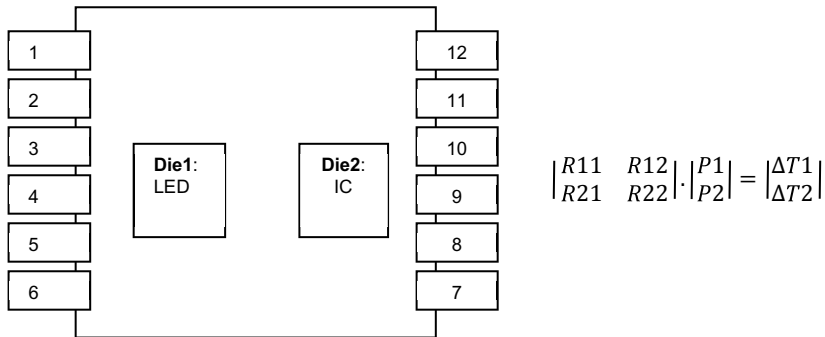 1
2
3
4
5
6
12
11
10
9
8
7
Die1:
LED
Die2:
IC
|R11 R12| . |P1| = |ΔT1|
|R21 R22| |P2| |ΔT2|